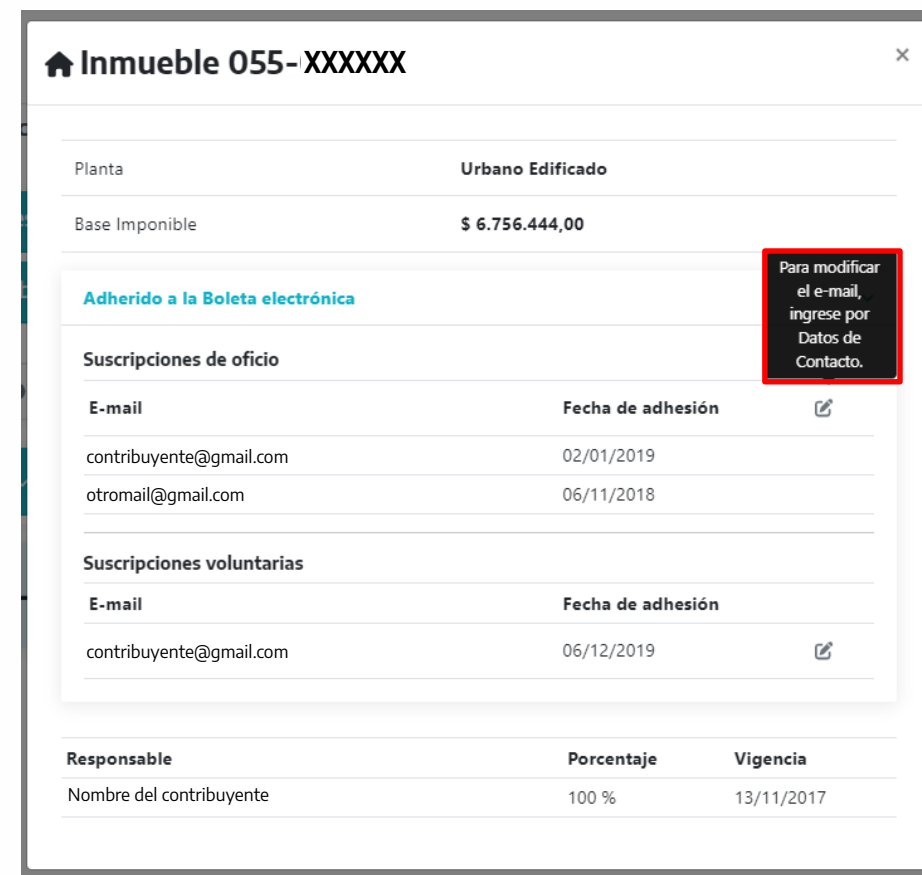 Inmueble 055-XXXXXX
×
Planta Urbano Edificado
Base Imponible $ 6.756.444,00
Para modificar
el e-mail,
ingrese por
Datos de
Contacto.
Adherido a la Boleta electrónica
Suscripciones de oficio
E-mail Fecha de adhesión
contribuyente@gmail.com 02/01/2019
otromail@gmail.com 06/11/2018
Suscripciones voluntarias
E-mail Fecha de adhesión
contribuyente@gmail.com 06/12/2019
Responsable Porcentaje Vigencia
Nombre del contribuyente 100 % 13/11/2017